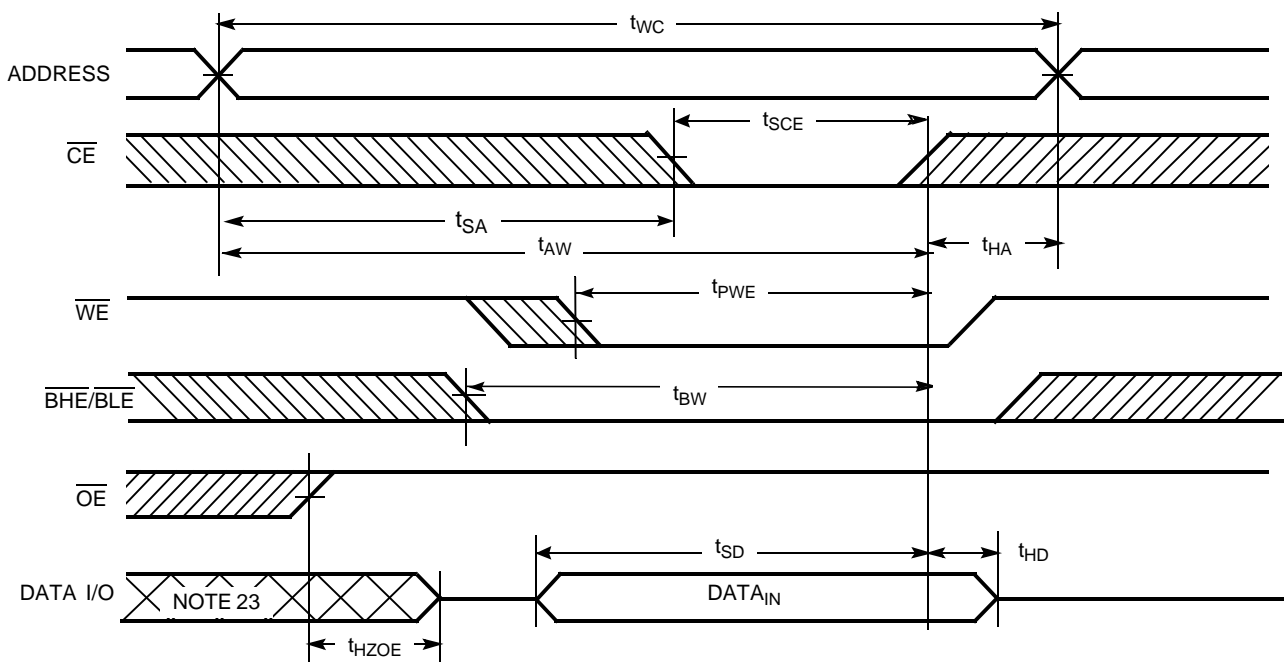 tWC
ADDRESS
tSCE
CE
tSA
tAW
tHA
tPWE
WE
tBW
BHE/BLE
OE
tSD
tHD
DATA I/O
NOTE 23
DATAIN
tHZOE